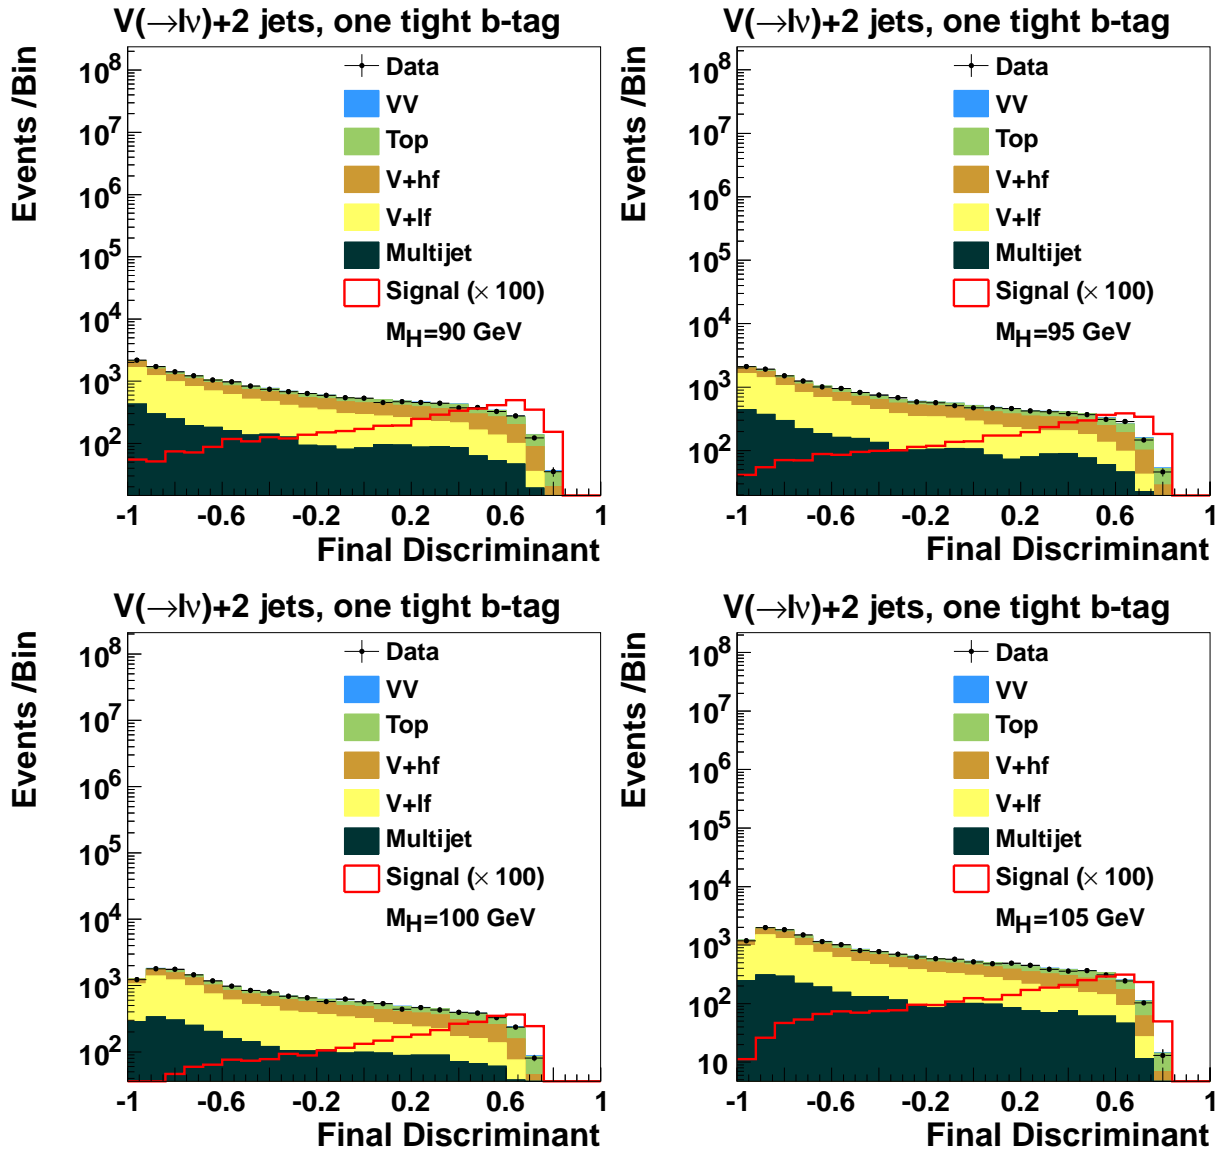 V(→lν)+2 jets, one tight b-tag
Events /Bin
10^8
10^7
10^6
10^5
10^4
10^3
10^2
Data
VV
Top
V+hf
V+lf
Multijet
Signal (× 100)
M_H=90 GeV
-1 -0.6 -0.2 0.2 0.6 1
Final Discriminant
V(→lν)+2 jets, one tight b-tag
Events /Bin
10^8
10^7
10^6
10^5
10^4
10^3
10^2
Data
VV
Top
V+hf
V+lf
Multijet
Signal (× 100)
M_H=95 GeV
-1 -0.6 -0.2 0.2 0.6 1
Final Discriminant
V(→lν)+2 jets, one tight b-tag
Events /Bin
10^8
10^7
10^6
10^5
10^4
10^3
10^2
Data
VV
Top
V+hf
V+lf
Multijet
Signal (× 100)
M_H=100 GeV
-1 -0.6 -0.2 0.2 0.6 1
Final Discriminant
V(→lν)+2 jets, one tight b-tag
Events /Bin
10^8
10^7
10^6
10^5
10^4
10^3
10^2
10
Data
VV
Top
V+hf
V+lf
Multijet
Signal (× 100)
M_H=105 GeV
-1 -0.6 -0.2 0.2 0.6 1
Final Discriminant